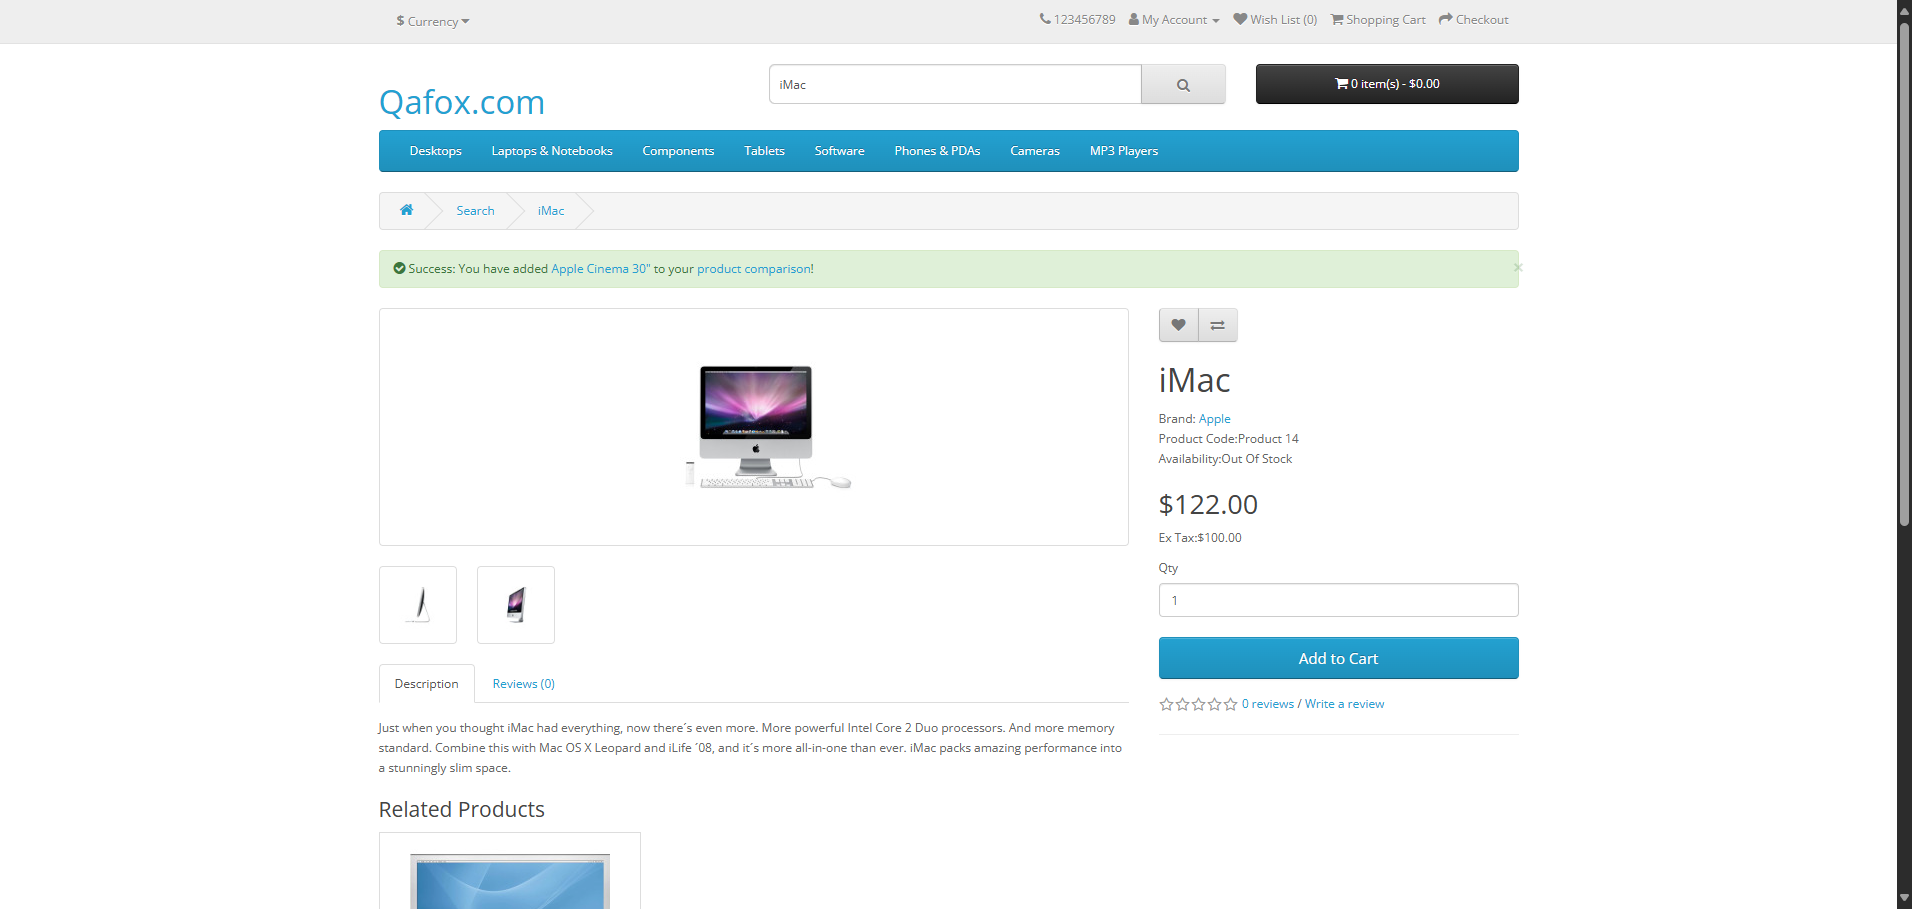 $ Currency
123456789 My Account Wish List (0) Shopping Cart Checkout
Qafox.com
iMac
0 item(s) - $0.00
Desktops Laptops & Notebooks Components Tablets Software Phones & PDAs Cameras MP3 Players
Search iMac
Success: You have added Apple Cinema 30" to your product comparison!
×
iMac
Brand: Apple
Product Code:Product 14
Availability:Out Of Stock
$122.00
Ex Tax:$100.00
Qty
1
Add to Cart
0 reviews / Write a review
Description Reviews (0)
Just when you thought iMac had everything, now there´s even more. More powerful Intel Core 2 Duo processors. And more memory
standard. Combine this with Mac OS X Leopard and iLife ´08, and it´s more all-in-one than ever. iMac packs amazing performance into
a stunningly slim space.
Related Products